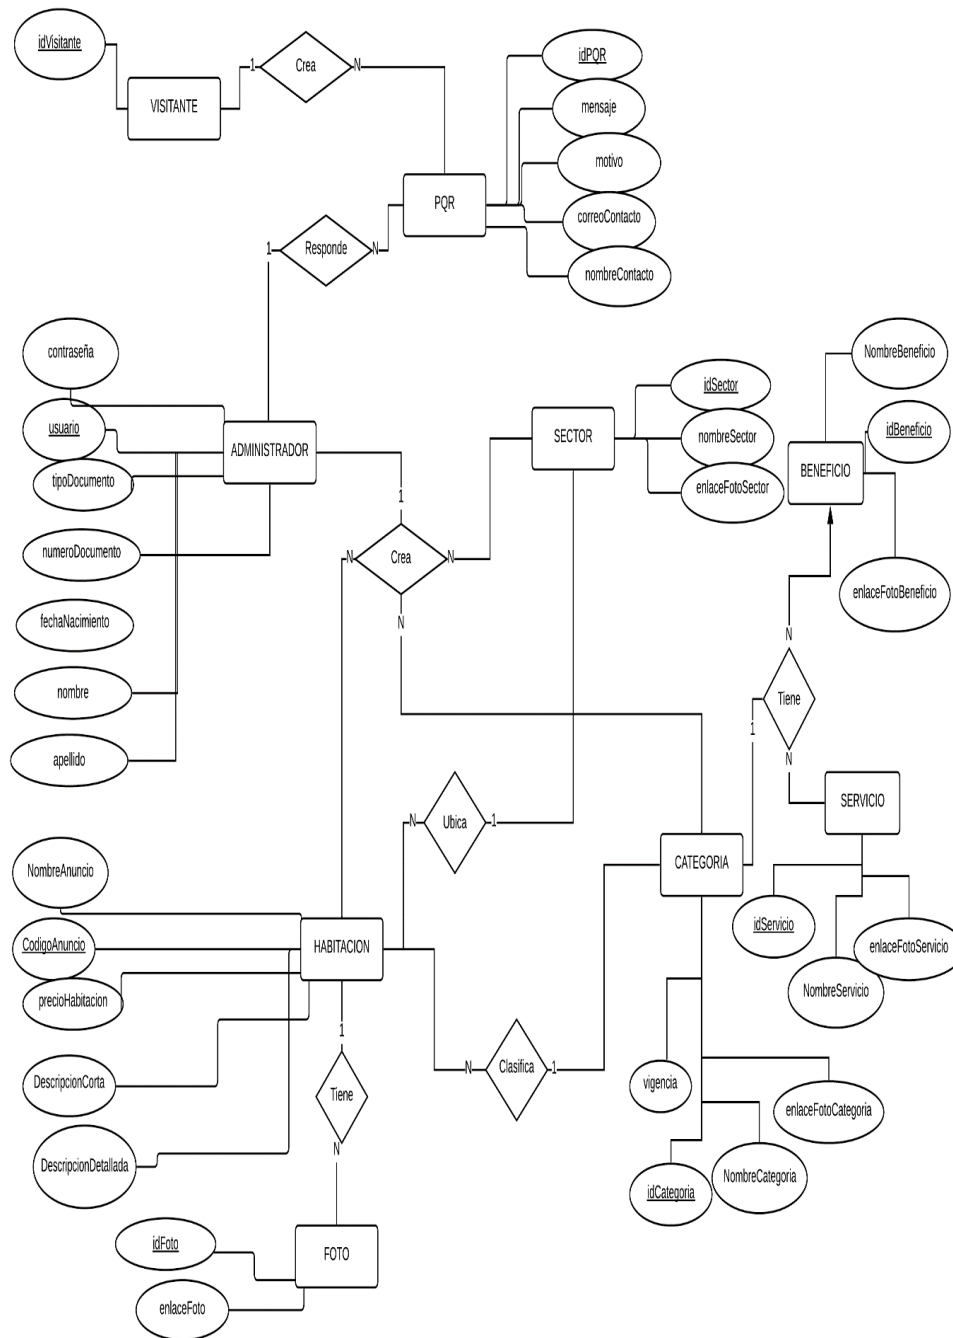 idVisitante
VISITANTE
1
Crea
N
idPQR
mensaje
motivo
correoContacto
nombreContacto
PQR
1
Responde
N
contraseña
usuario
tipoDocumento
numeroDocumento
fechaNacimiento
nombre
apellido
ADMINISTRADOR
1
N
Crea
N
N
SECTOR
idSector
nombreSector
enlaceFotoSector
NombreBeneficio
idBeneficio
BENEFICIO
enlaceFotoBeneficio
N
Tiene
1
N
SERVICIO
idServicio
NombreServicio
enlaceFotoServicio
N
Ubica
1
CATEGORIA
vigencia
enlaceFotoCategoria
NombreCategoria
idCategoria
NombreAnuncio
CodigoAnuncio
precioHabitacion
DescripcionCorta
DescripcionDetallada
HABITACION
N
Clasifica
1
1
Tiene
N
FOTO
idFoto
enlaceFoto